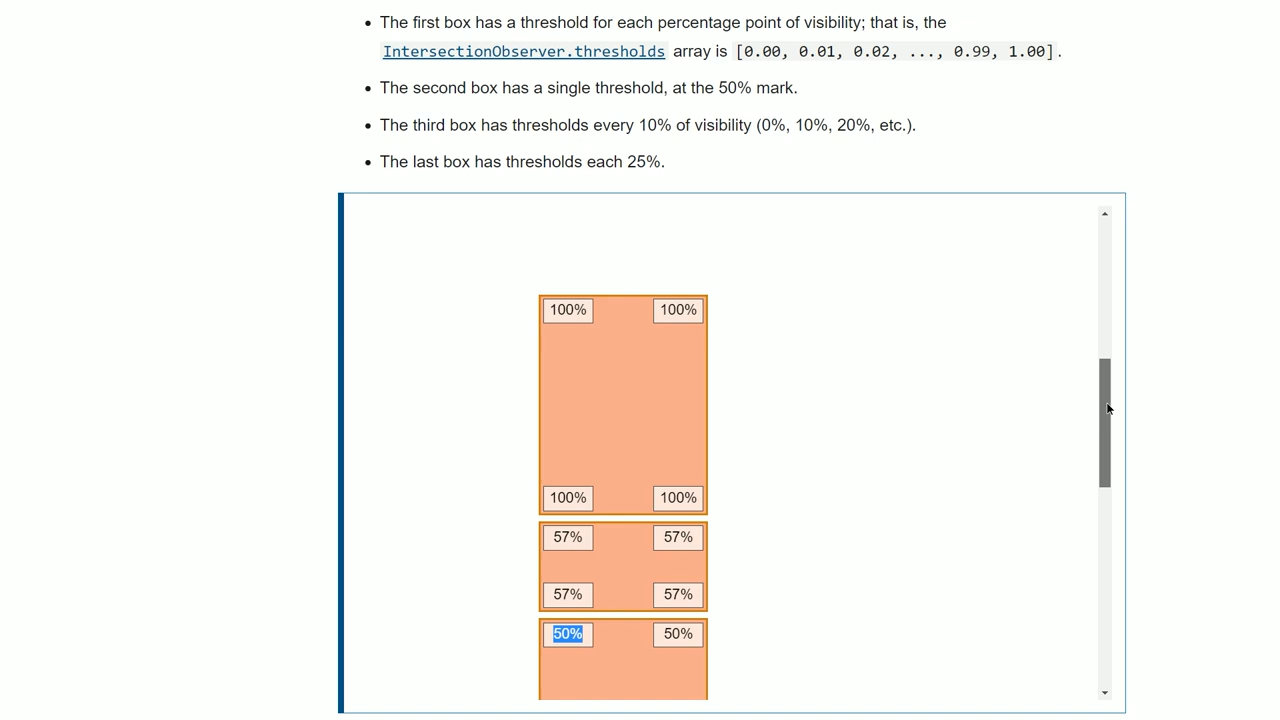 The first box has a threshold for each percentage point of visibility; that is, the
IntersectionObserver.thresholds array is [0.00, 0.01, 0.02, ..., 0.99, 1.00].
The second box has a single threshold, at the 50% mark.
The third box has thresholds every 10% of visibility (0%, 10%, 20%, etc.).
The last box has thresholds each 25%.
100% 100%
100% 100%
57% 57%
57% 57%
50% 50%